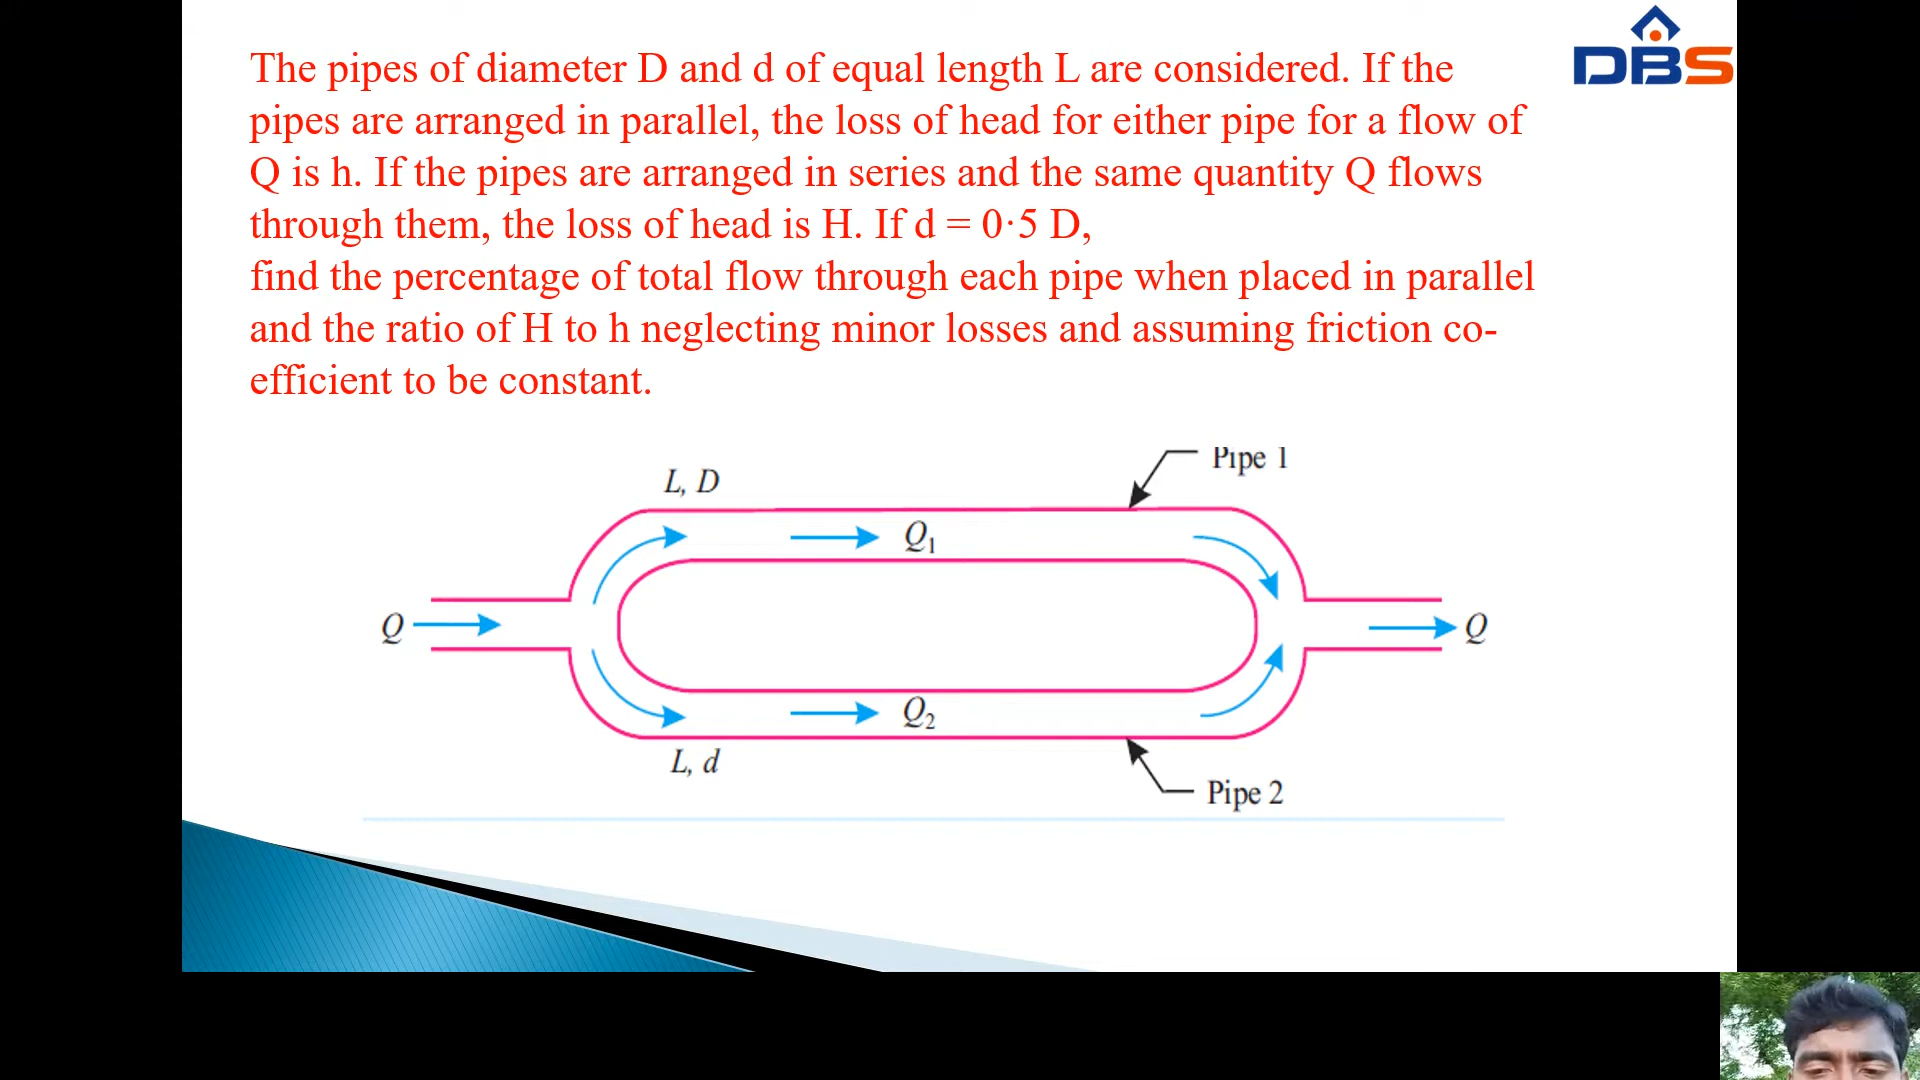 DBS
The pipes of diameter D and d of equal length L are considered. If the
pipes are arranged in parallel, the loss of head for either pipe for a flow of
Q is h. If the pipes are arranged in series and the same quantity Q flows
through them, the loss of head is H. If d = 0·5 D,
find the percentage of total flow through each pipe when placed in parallel
and the ratio of H to h neglecting minor losses and assuming friction co-
efficient to be constant.
Pipe 1
L, D
Q₁
Q
Q
Q₂
L, d
Pipe 2